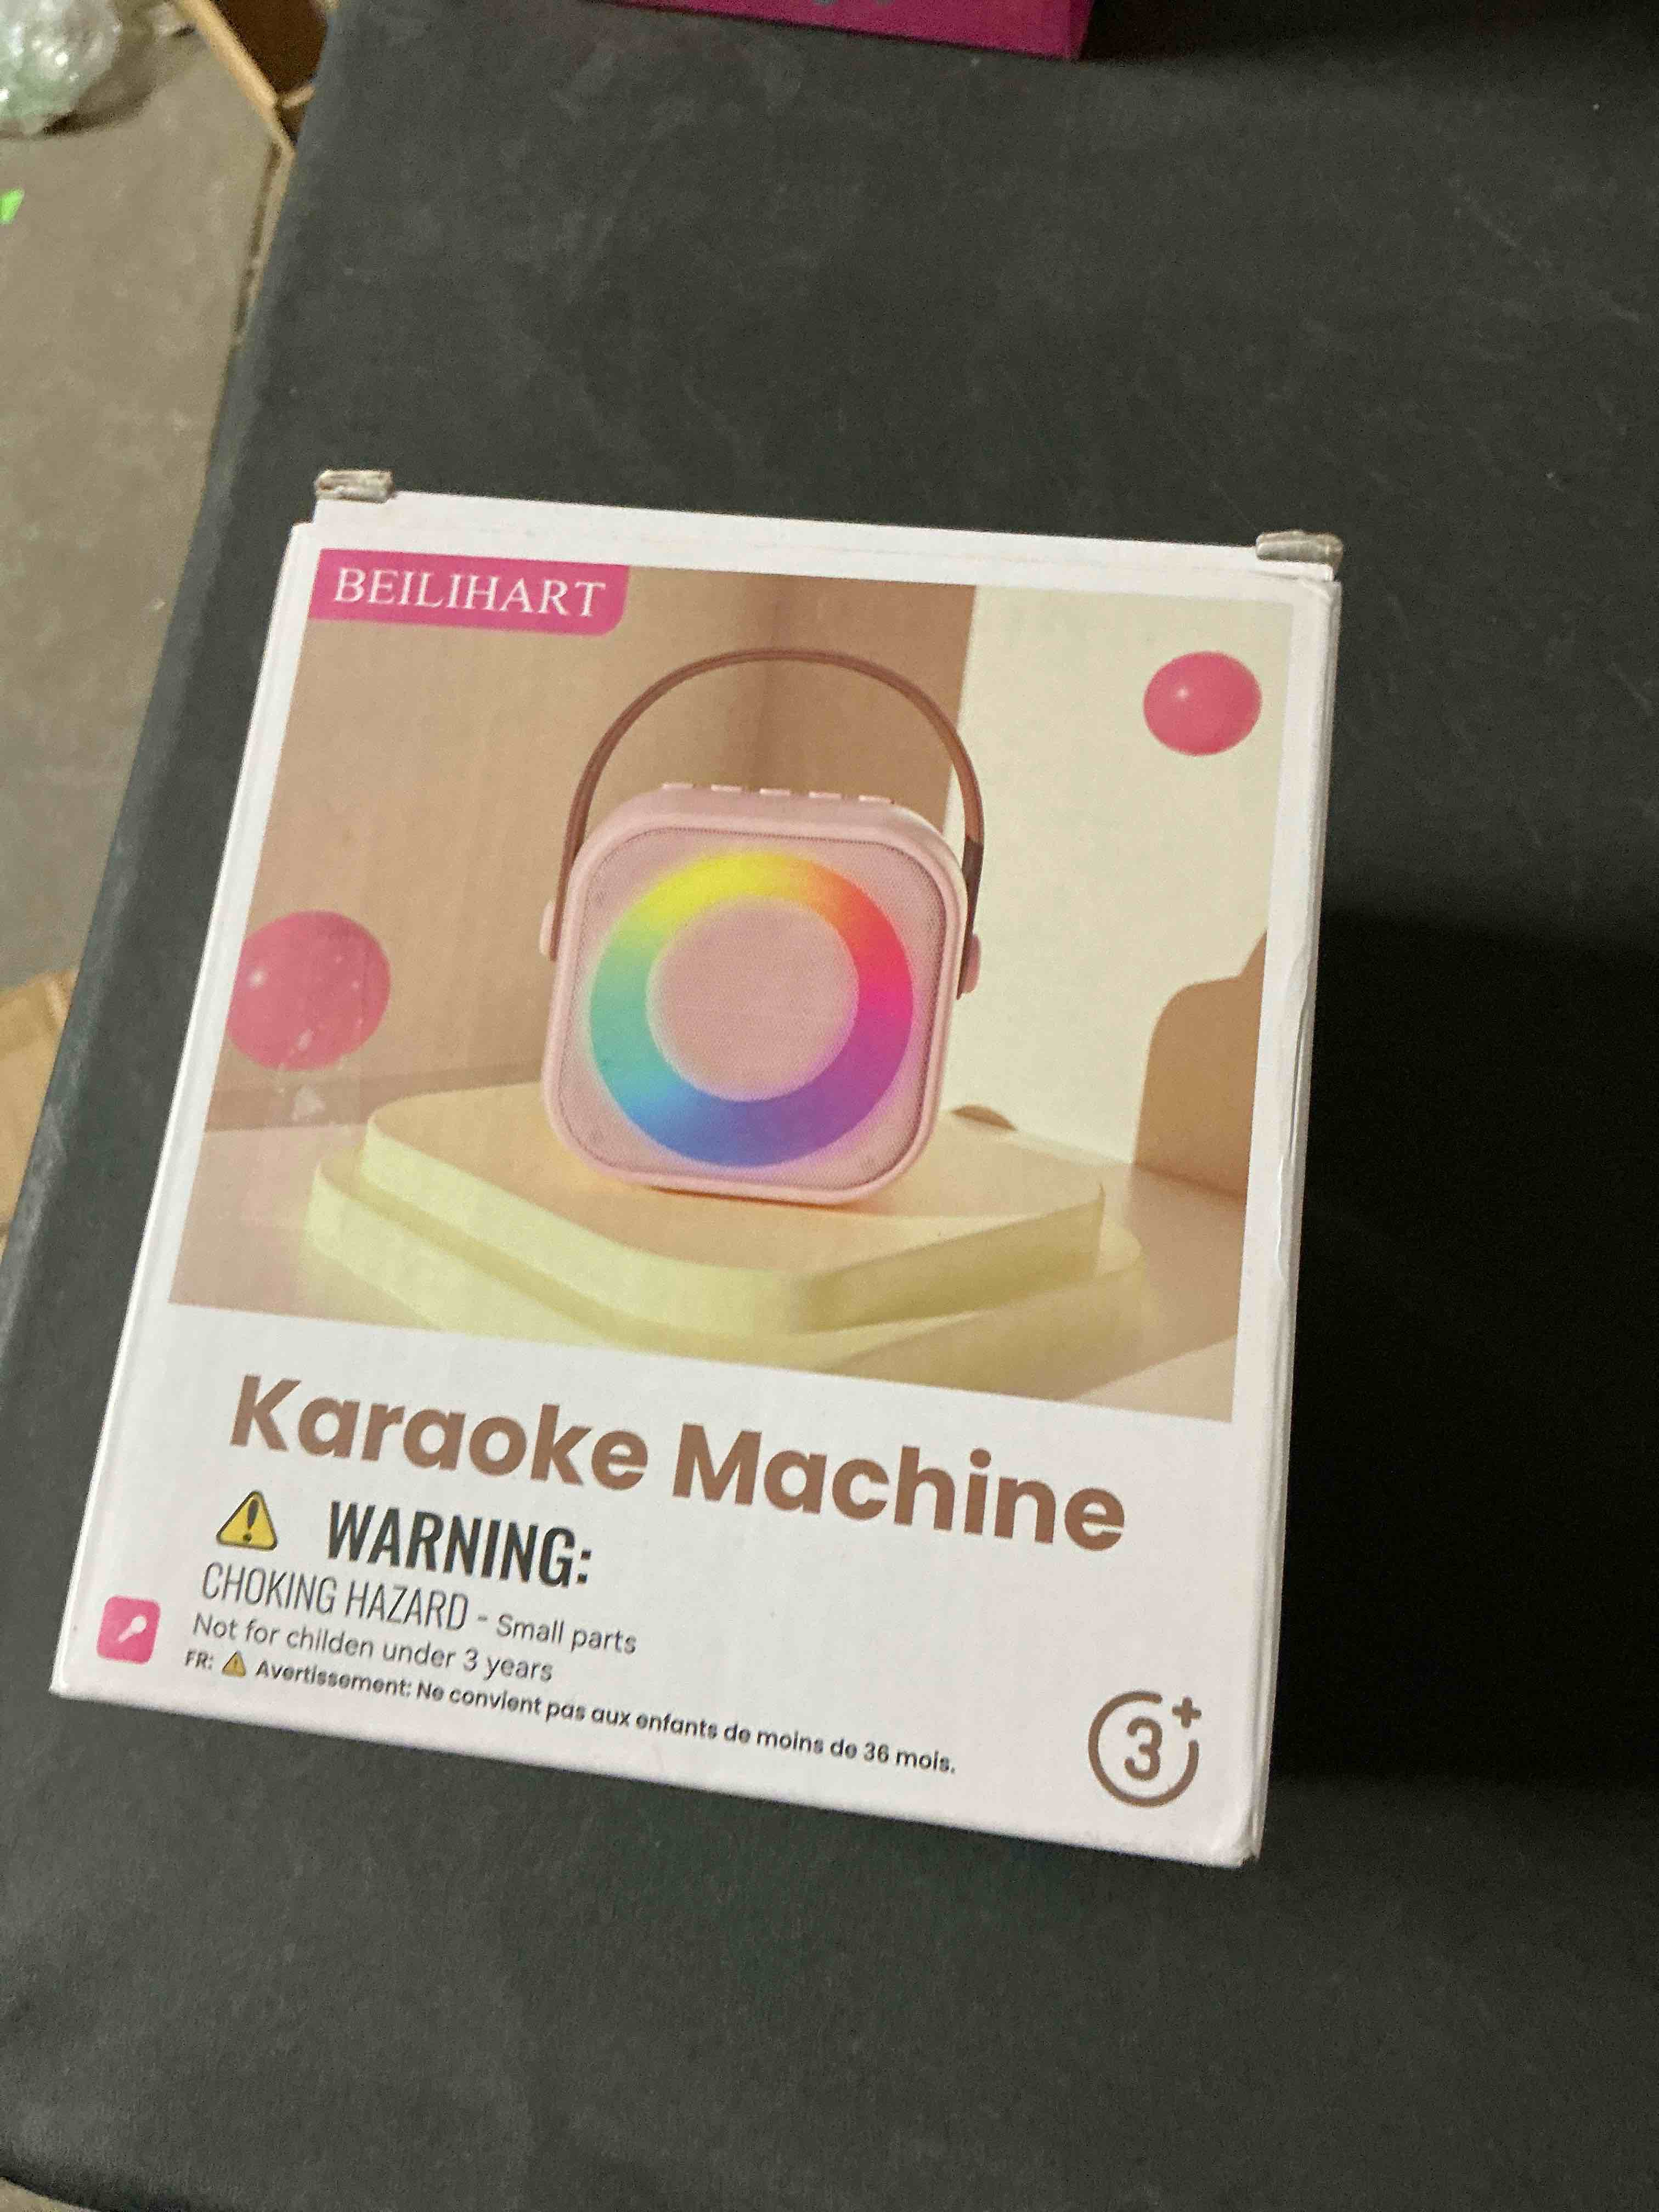 BEILIHART
Karaoke Machine
WARNING:
CHOKING HAZARD - Small parts
Not for childen under 3 years
FR: Avertissement: Ne convient pas aux enfants de moins de 36 mois.
3+